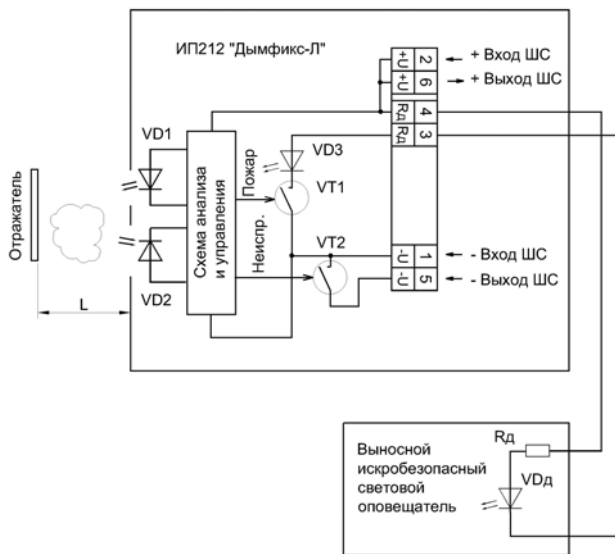 ИП212 "Дымфикс-Л"
+U 2 + Вход ШС
+U 6 + Выход ШС
Rд 4
Rд 3
VD1
VD3
VT1
Пожар
Отражатель
Схема анализа
и управления
Неиспр.
VT2
-U 1 - Вход ШС
-U 5 - Выход ШС
VD2
L
Выносной
искробезопасный
световой
оповещатель
Rд
VDд